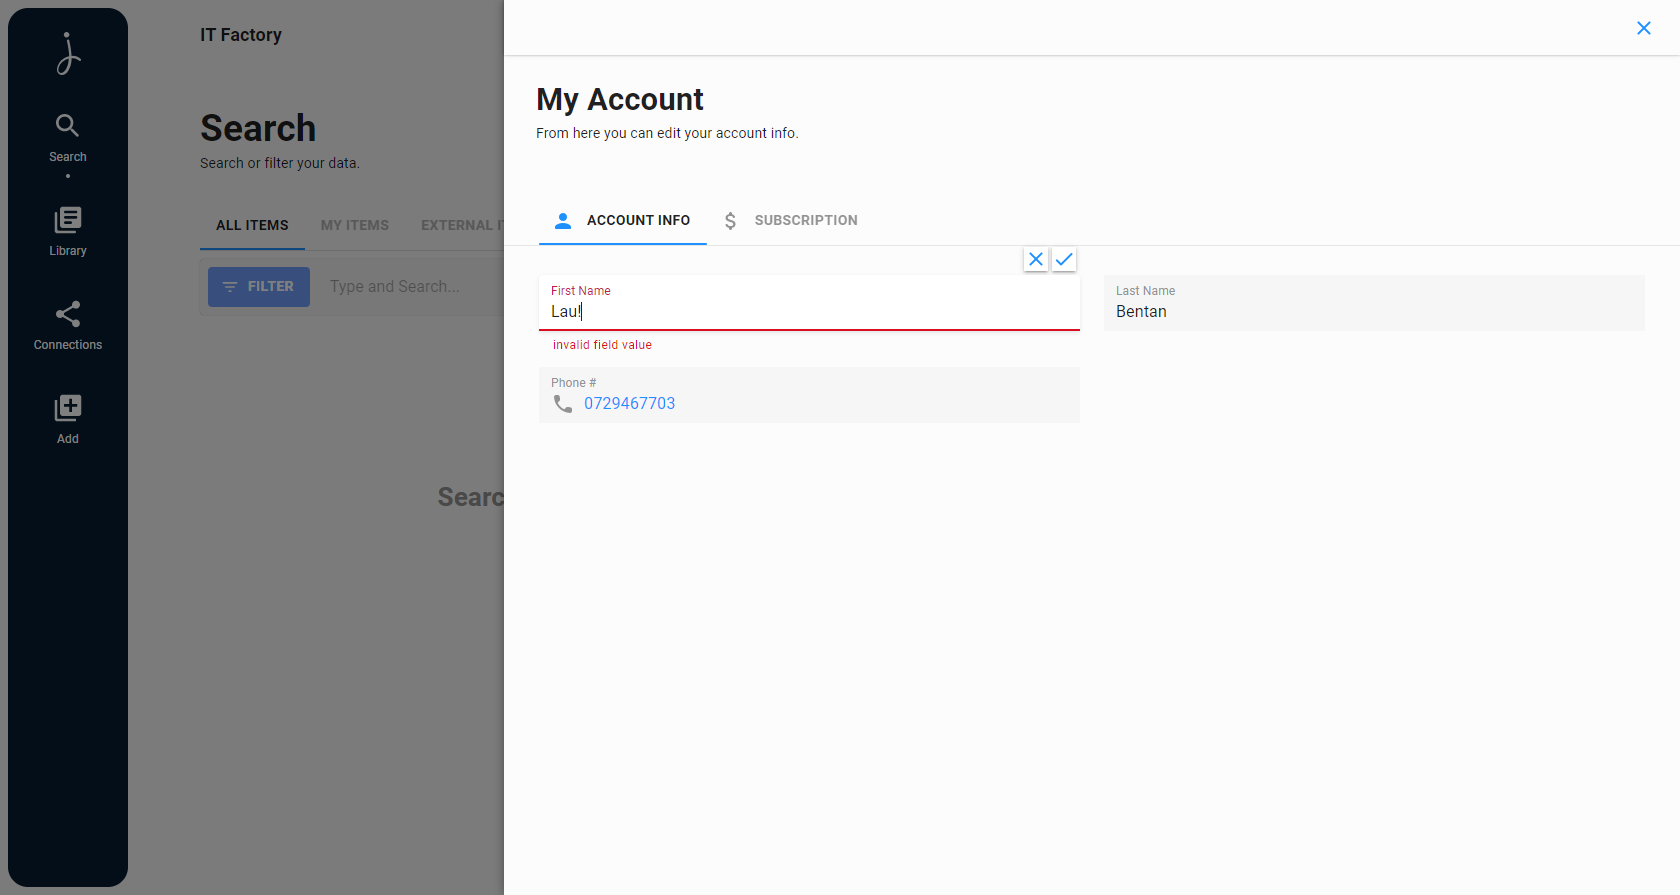 IT Factory
Search
Search or filter your data.
ALL ITEMS
MY ITEMS
EXTERNAL
FILTER
Type and Search...
Search
Library
Connections
Add
My Account
From here you can edit your account info.
ACCOUNT INFO
SUBSCRIPTION
First Name
Lau!
invalid field value
Last Name
Bentan
Phone #
0729467703